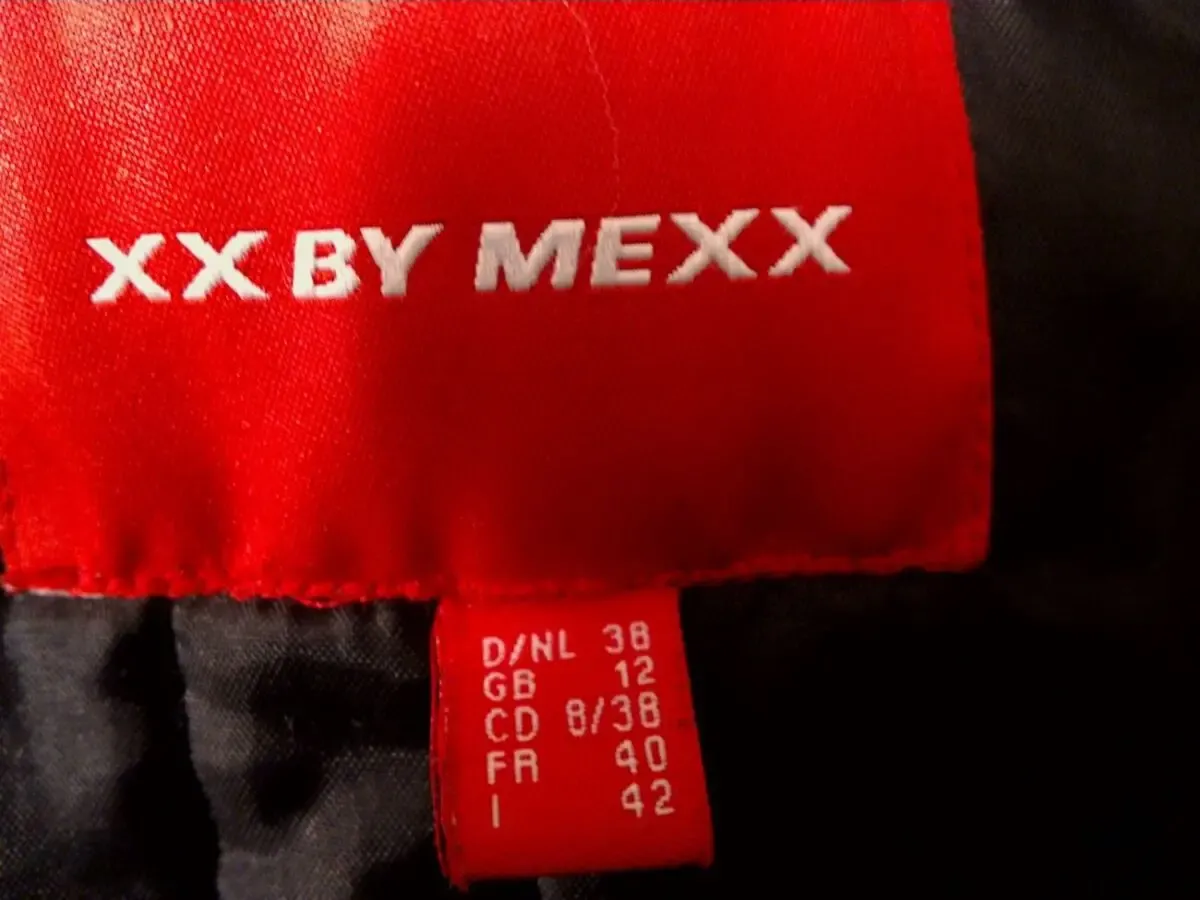 XX BY MEXX
D/NL 38
GB 12
CD 8/38
FR 40
I 42